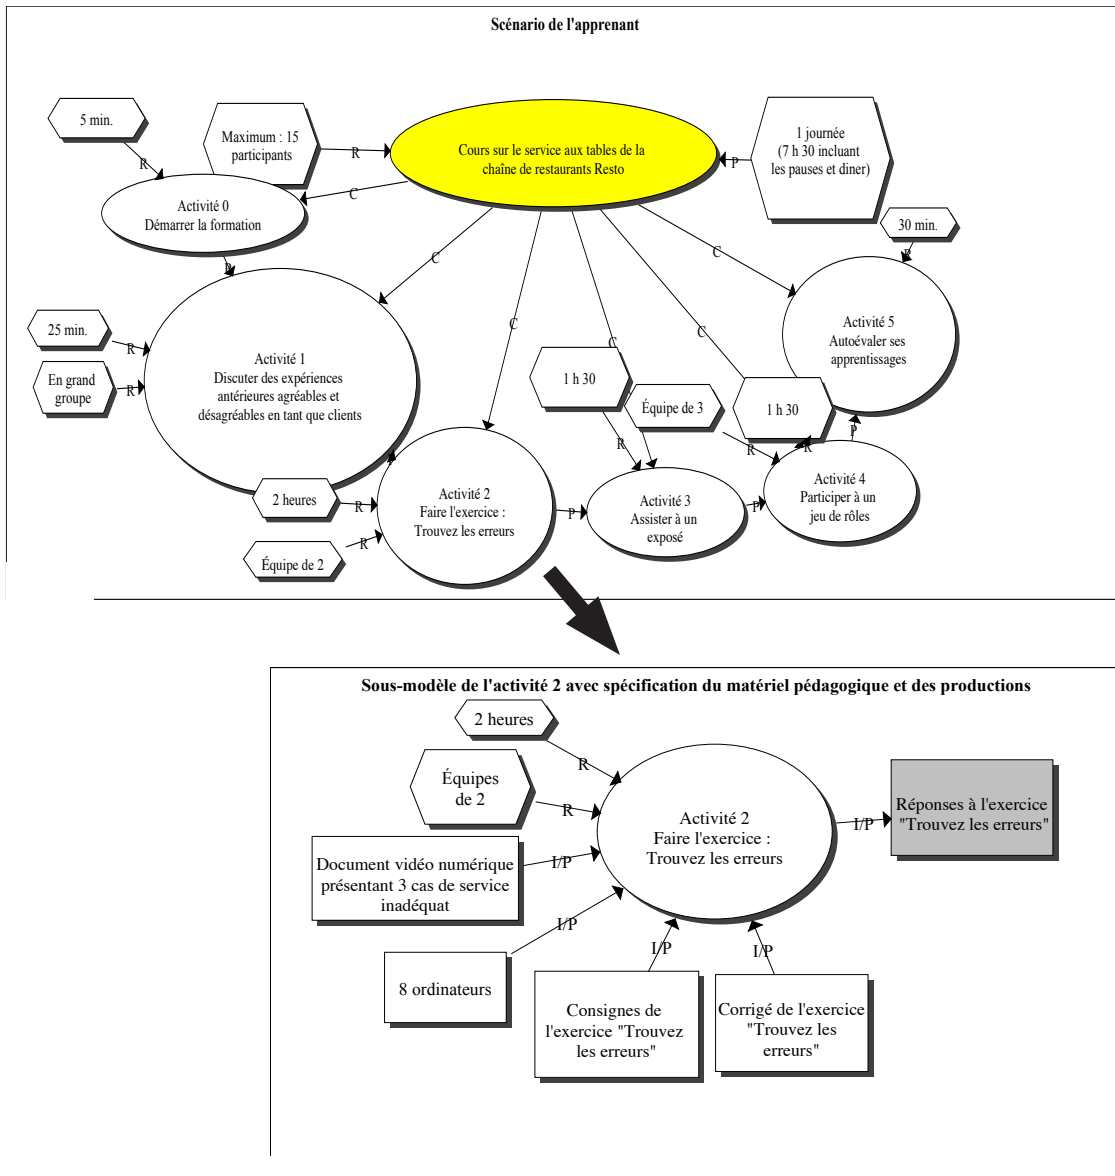 Scénario de l'apprenant
5 min.
R
Maximum : 15
participants
R
Cours sur le service aux tables de la
chaîne de restaurants Resto
P
1 journée
(7 h 30 incluant
les pauses et diner)
Activité 0
Démarrer la formation
C
30 min.
R
P
C
C
C
C
C
25 min.
R
En grand
groupe
R
Activité 1
Discuter des expériences
antérieures agréables et
désagréables en tant que clients
Activité 5
Autoévaler ses
apprentissages
1 h 30
R
Équipe de 3
R
1 h 30
R
P
P
2 heures
R
Équipe de 2
R
Activité 2
Faire l'exercice :
Trouvez les erreurs
P
Activité 3
Assister à un
exposé
P
Activité 4
Participer à un
jeu de rôles
Sous-modèle de l'activité 2 avec spécification du matériel pédagogique et des productions
2 heures
R
Équipes
de 2
R
Activité 2
Faire l'exercice :
Trouvez les erreurs
I/P
Réponses à l'exercice
"Trouvez les erreurs"
Document vidéo numérique
présentant 3 cas de service
inadéquat
I/P
8 ordinateurs
I/P
Consignes de
l'exercice "Trouvez
les erreurs"
I/P
Corrigé de l'exercice
"Trouvez les
erreurs"
I/P